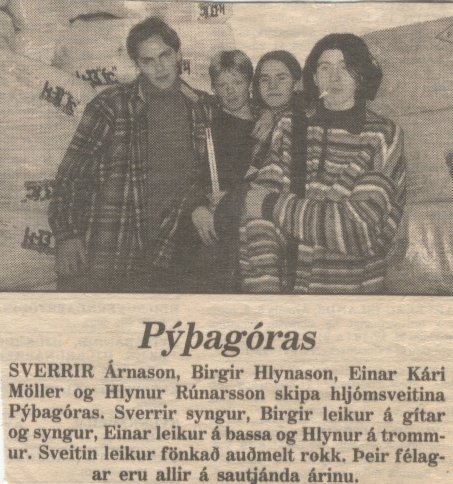 Pýþagóras
SVERRIR Árnason, Birgir Hlynason, Einar Kári
Möller og Hlynur Rúnarsson skipa hljómsveitina
Pýþagóras. Sverrir syngur, Birgir leikur á gítar
og syngur, Einar leikur á bassa og Hlynur á tromm-
ur. Sveitin leikur fönkað auðmelt rokk. Þeir félag-
ar eru allir á sautjánda árinu.